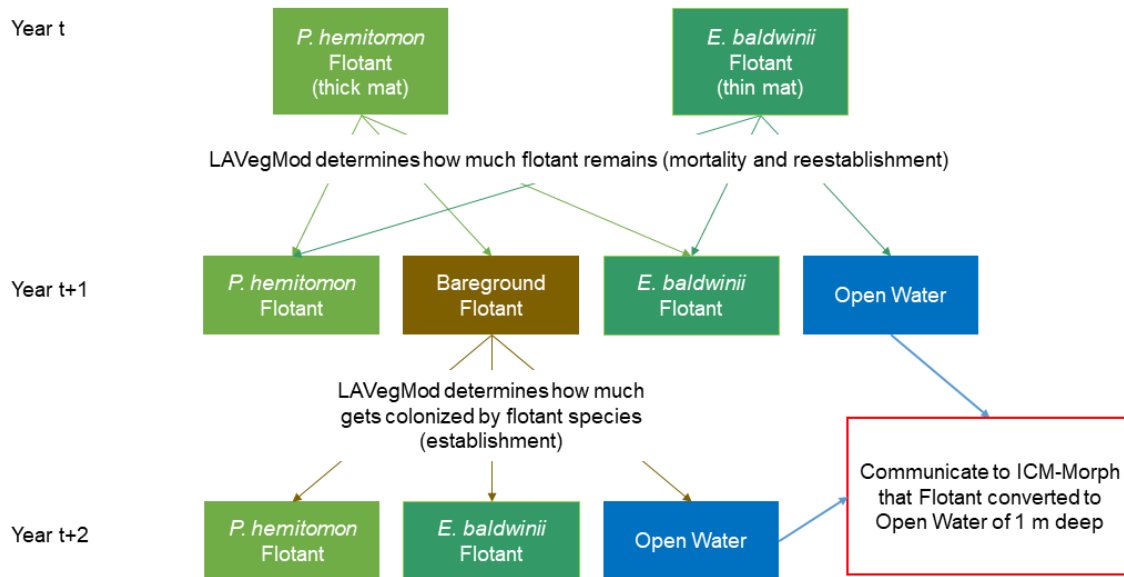 Year t
P. hemitomon
Flotant
(thick mat)
E. baldwinii
Flotant
(thin mat)
LAVegMod determines how much flotant remains (mortality and reestablishment)
Year t+1
P. hemitomon
Flotant
Bareground
Flotant
E. baldwinii
Flotant
Open Water
LAVegMod determines how much
gets colonized by flotant species
(establishment)
Communicate to ICM-Morph
that Flotant converted to
Open Water of 1 m deep
Year t+2
P. hemitomon
Flotant
E. baldwinii
Flotant
Open Water